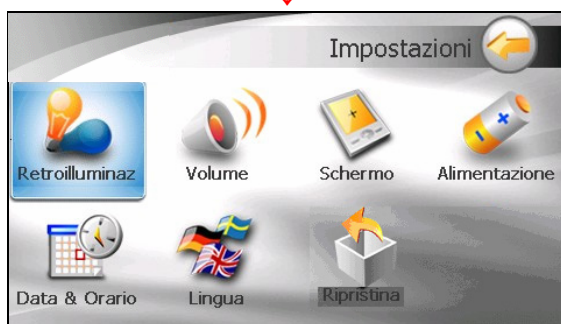 Impostazioni
Retroilluminaz
Volume
Schermo
Alimentazione
Data & Orario
Lingua
Ripristina